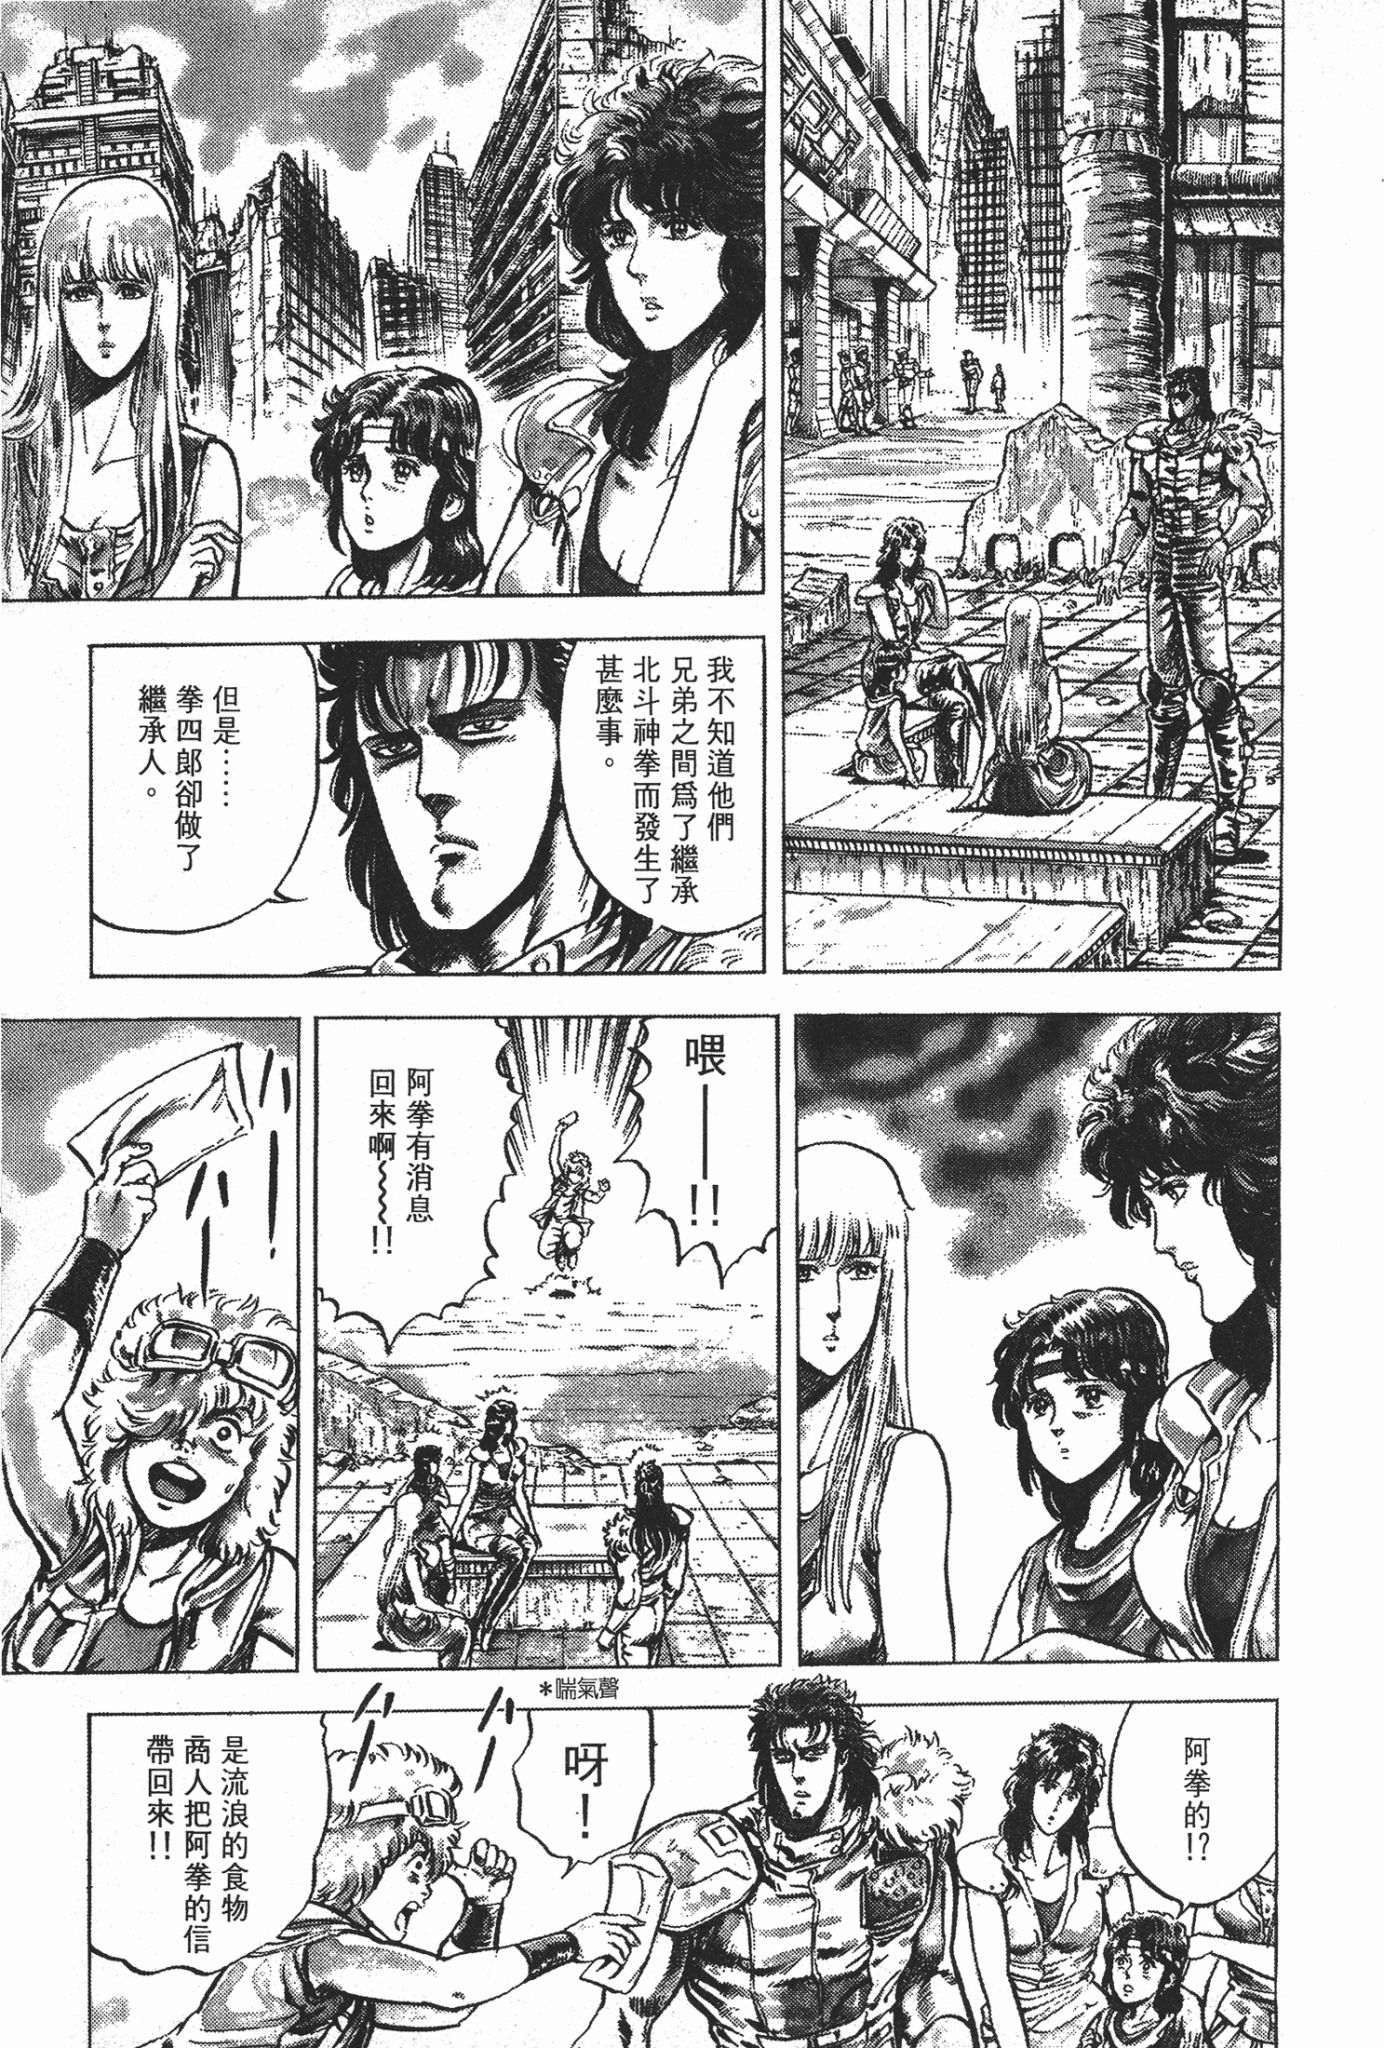 我不知道他們
兄弟之間爲了繼承
北斗神拳而發生了
甚麼事。
但是……
拳四郎卻做了
繼承人。
喂——!!
阿拳有消息
回來啊~~~!!
*喘氣聲
阿拳的!?
呀！
是流浪的食物
商人把阿拳的信
帶回來!!